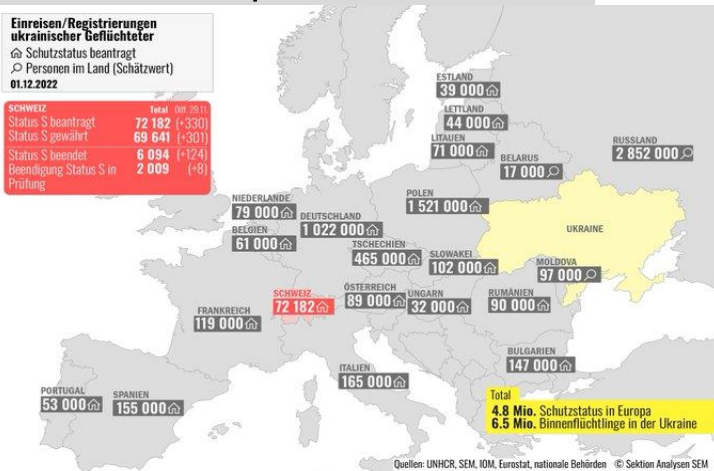 Einreisen/Registrierungen
ukrainischer Geflüchteter
Schutzstatus beantragt
Personen im Land (Schätzwert)
01.12.2022
SCHWEIZ Total Diff. 29.11.
Status S beantragt 72 182 (+330)
Status S gewährt 69 641 (+301)
Status S beendet 6 094 (+124)
Beendigung Status S in 2 009 (+8)
Prüfung
ESTLAND
39 000
LETTLAND
44 000
LITAUEN
71 000
BELARUS
17 000
RUSSLAND
2 852 000
NIEDERLANDE
79 000
BELGIEN
61 000
DEUTSCHLAND
1 022 000
POLEN
1 521 000
UKRAINE
TSCHECHIEN
465 000
SLOWAKEI
102 000
MOLDOVA
97 000
SCHWEIZ
72 182
ÖSTERREICH
89 000
UNGARN
32 000
RUMÄNIEN
90 000
FRANKREICH
119 000
BULGARIEN
147 000
ITALIEN
165 000
PORTUGAL
53 000
SPANIEN
155 000
Total
4.8 Mio. Schutzstatus in Europa
6.5 Mio. Binnenflüchtlinge in der Ukraine
Quellen: UNHCR, SEM, IOM, Eurostat, nationale Behörden © Sektion Analysen SEM